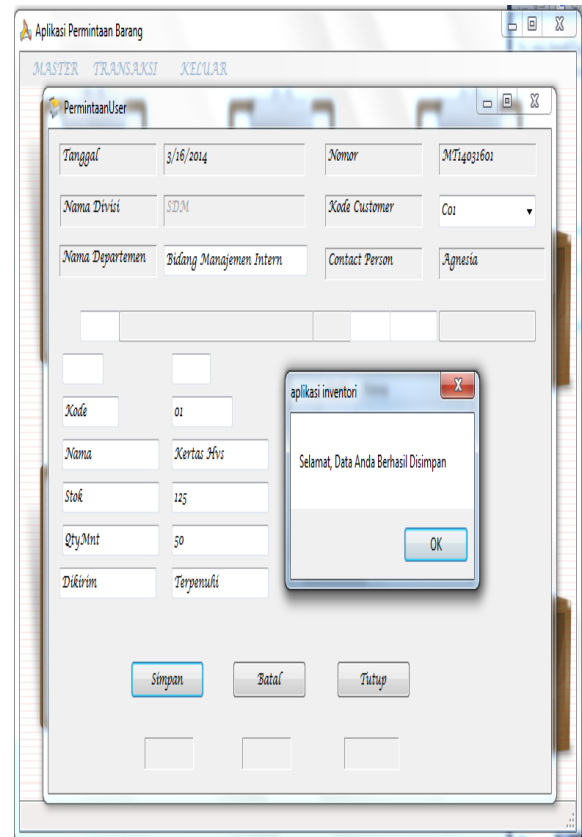 Aplikasi Permintaan Barang
MASTER TRANSAKSI KELUAR
PermintaanUser
Tanggal 3/16/2014 Nomor MT14031601
Nama Divisi SDM Kode Customer C01
Nama Departemen Bidang Manajemen Intern Contact Person Agnesia
aplikasi inventori
X
Selamat, Data Anda Berhasil Disimpan
OK
Kode 01
Nama Kertas Hvs
Stok 125
QtyMnt 50
Dikirim Terpenuhi
Simpan Batal Tutup